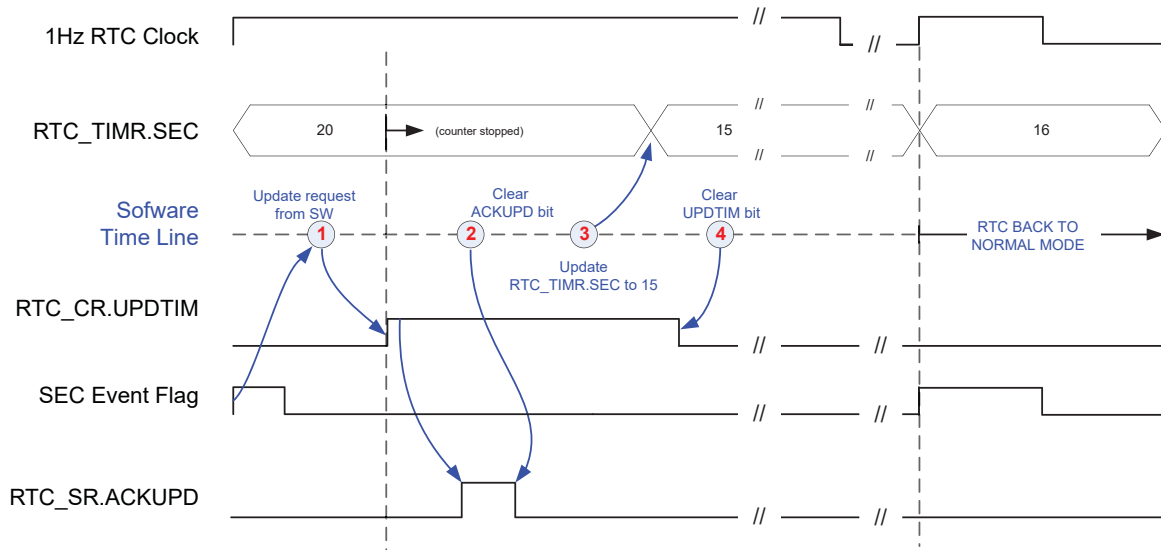 1Hz RTC Clock
//
//
RTC_TIMR.SEC
20
(counter stopped)
15
16
//
//
//
//
Sofware
Time Line
Update request
from SW
1
Clear
ACKUPD bit
2
3
Update
RTC_TIMR.SEC to 15
Clear
UPDTIM bit
4
RTC BACK TO
NORMAL MODE
RTC_CR.UPDTIM
//
//
SEC Event Flag
//
//
RTC_SR.ACKUPD
//
//